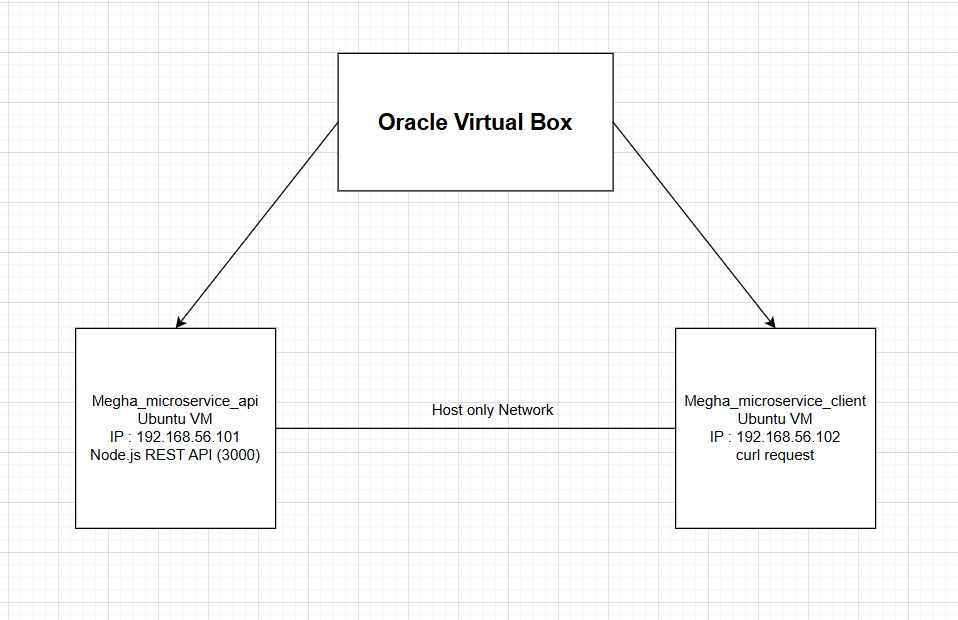 Oracle Virtual Box
Host only Network
Megha_microservice_api
Ubuntu VM
IP : 192.168.56.101
Node.js REST API (3000)
Megha_microservice_client
Ubuntu VM
IP : 192.168.56.102
curl request